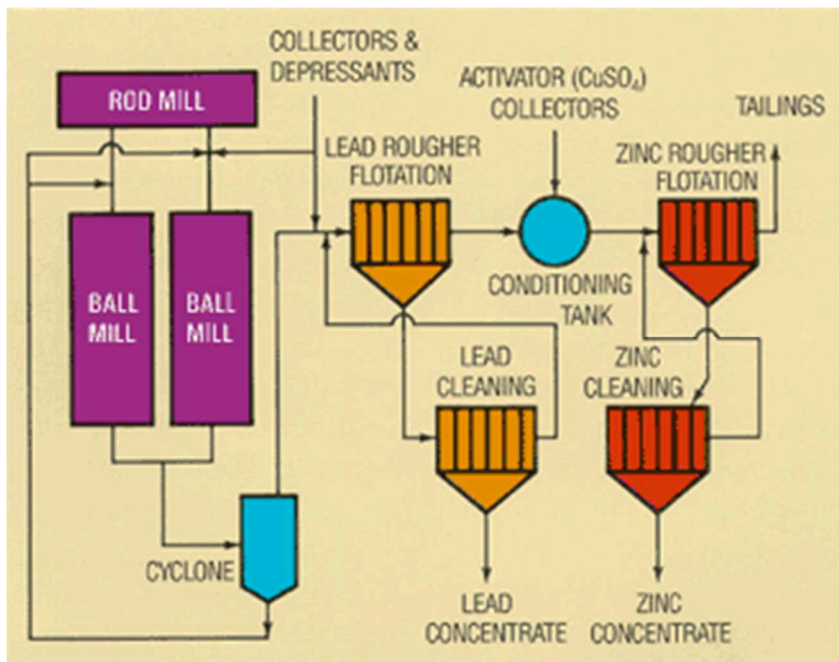 COLLECTORS &
DEPRESSANTS
ACTIVATOR (CuSO₄)
COLLECTORS
TAILINGS
ROD MILL
LEAD ROUGHER
FLOTATION
ZINC ROUGHER
FLOTATION
BALL
MILL
BALL
MILL
CONDITIONING
TANK
LEAD
CLEANING
ZINC
CLEANING
CYCLONE
LEAD
CONCENTRATE
ZINC
CONCENTRATE